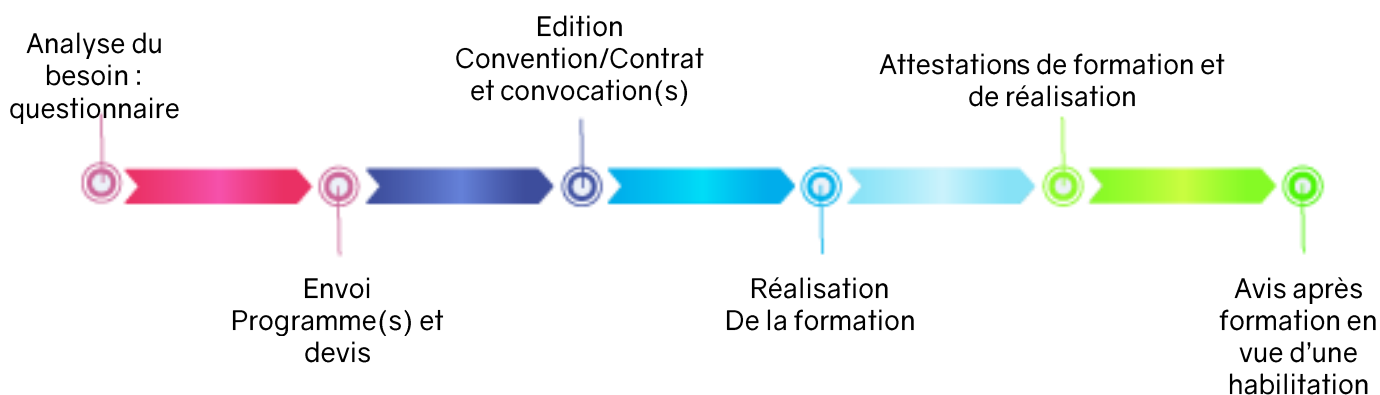 Analyse du
besoin :
questionnaire
Envoi
Programme(s) et
devis
Edition
Convention/Contrat
et convocation(s)
Réalisation
De la formation
Attestations de formation et
de réalisation
Avis après
formation en
vue d'une
habilitation